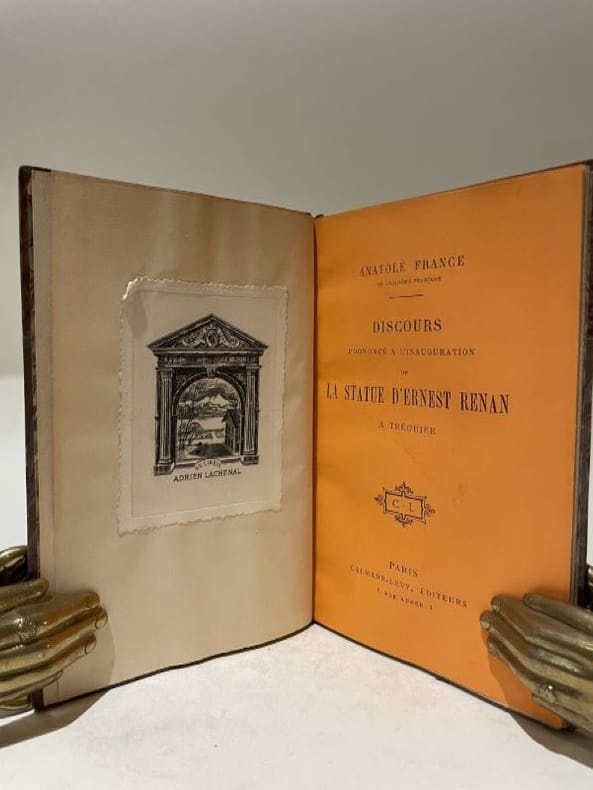 EX LIBRIS
ADRIEN LACHENAL
ANATOLE FRANCE
DE L'ACADÉMIE FRANÇAISE
DISCOURS
PRONONCÉ A L'INAUGURATION
DE
LA STATUE D'ERNEST RENAN
A TRÉGUIER
C-L
PARIS
CALMANN-LÉVY, ÉDITEURS
3, RUE AUBER, 3